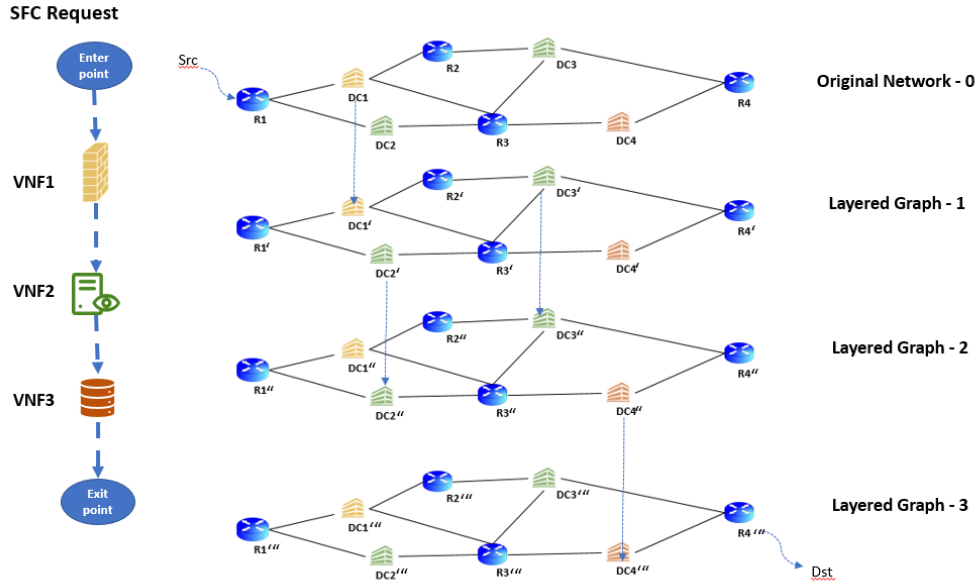 SFC Request
Enter
point
VNF1
VNF2
VNF3
Exit
point
Src
R1
DC1
R2
DC3
DC2
R3
DC4
R4
Original Network - 0
R1‘
DC1‘
R2‘
DC3‘
DC2‘
R3‘
DC4‘
R4‘
Layered Graph - 1
R1‘‘
DC1‘‘
R2‘‘
DC3‘‘
DC2‘‘
R3‘‘
DC4‘‘
R4‘‘
Layered Graph - 2
R1‘‘‘
DC1‘‘‘
R2‘‘‘
DC3‘‘‘
DC2‘‘‘
R3‘‘‘
DC4‘‘‘
R4‘‘‘
Layered Graph - 3
Dst